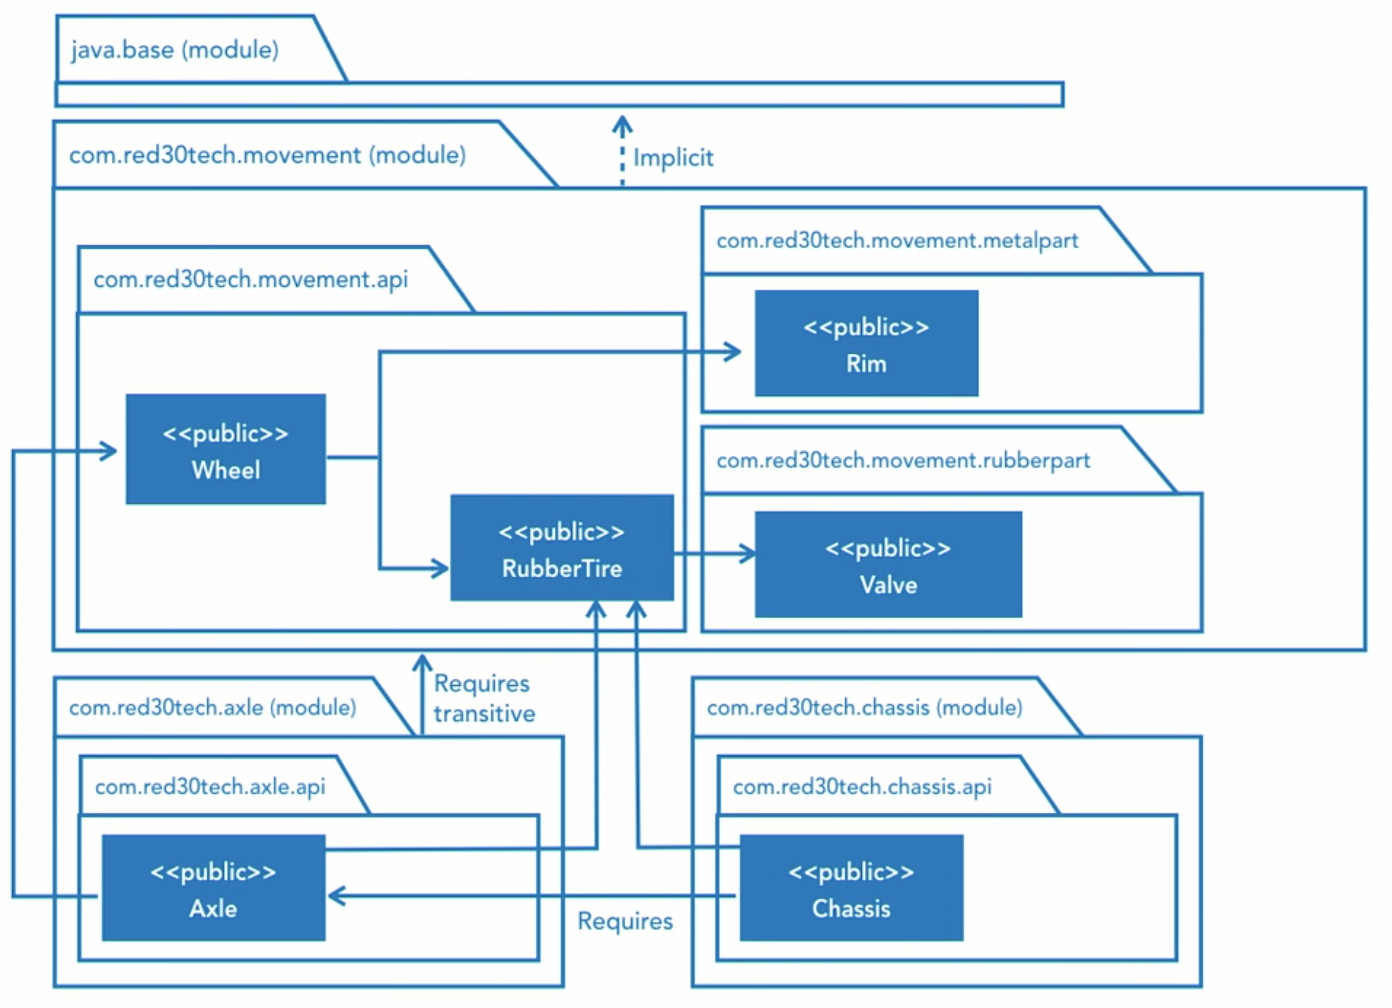 java.base (module)
com.red30tech.movement (module)
Implicit
com.red30tech.movement.metalpart
com.red30tech.movement.api
<<public>>
Rim
<<public>>
Wheel
com.red30tech.movement.rubberpart
<<public>>
RubberTire
<<public>>
Valve
Requires
transitive
com.red30tech.axle (module)
com.red30tech.chassis (module)
com.red30tech.axle.api
com.red30tech.chassis.api
<<public>>
Axle
<<public>>
Chassis
Requires